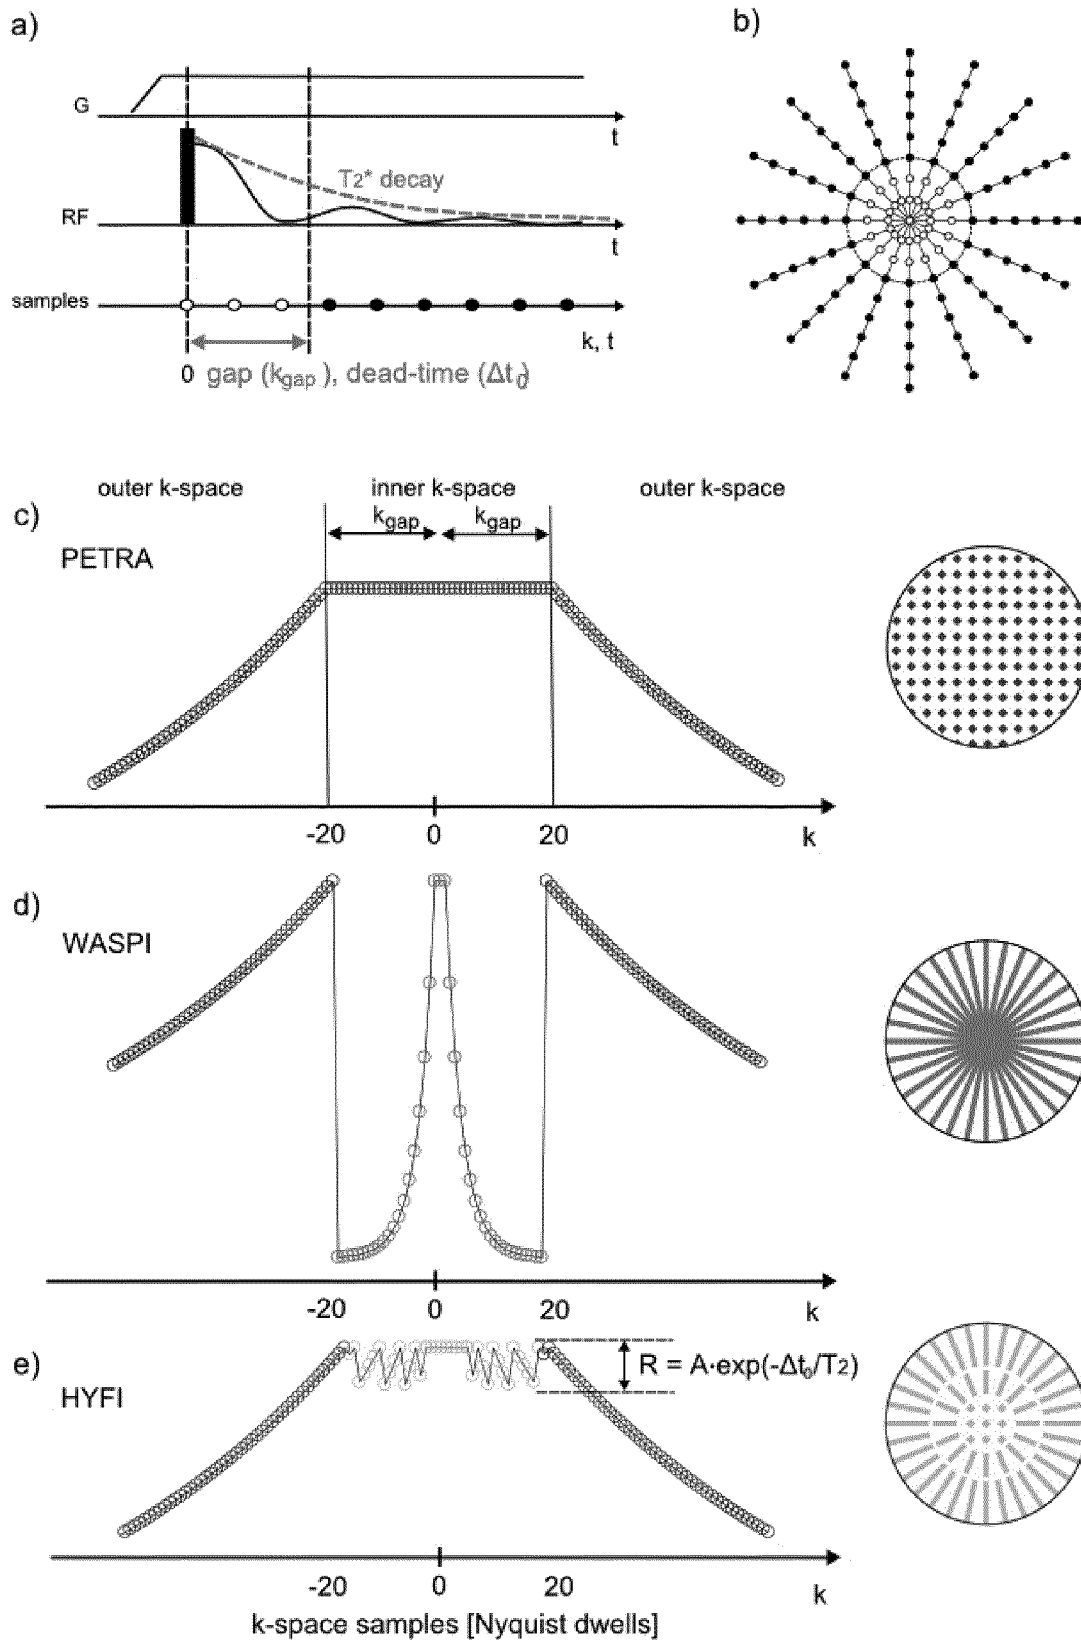 a)
b)
G
t
T2* decay
RF
t
samples
k, t
0 gap (kgap), dead-time (Δt0)
outer k-space inner k-space outer k-space
c)
kgap kgap
PETRA
-20 0 20 k
d)
WASPI
-20 0 20 k
e)
R = A·exp(-Δt0/T2)
HYFI
-20 0 20 k
k-space samples [Nyquist dwells]